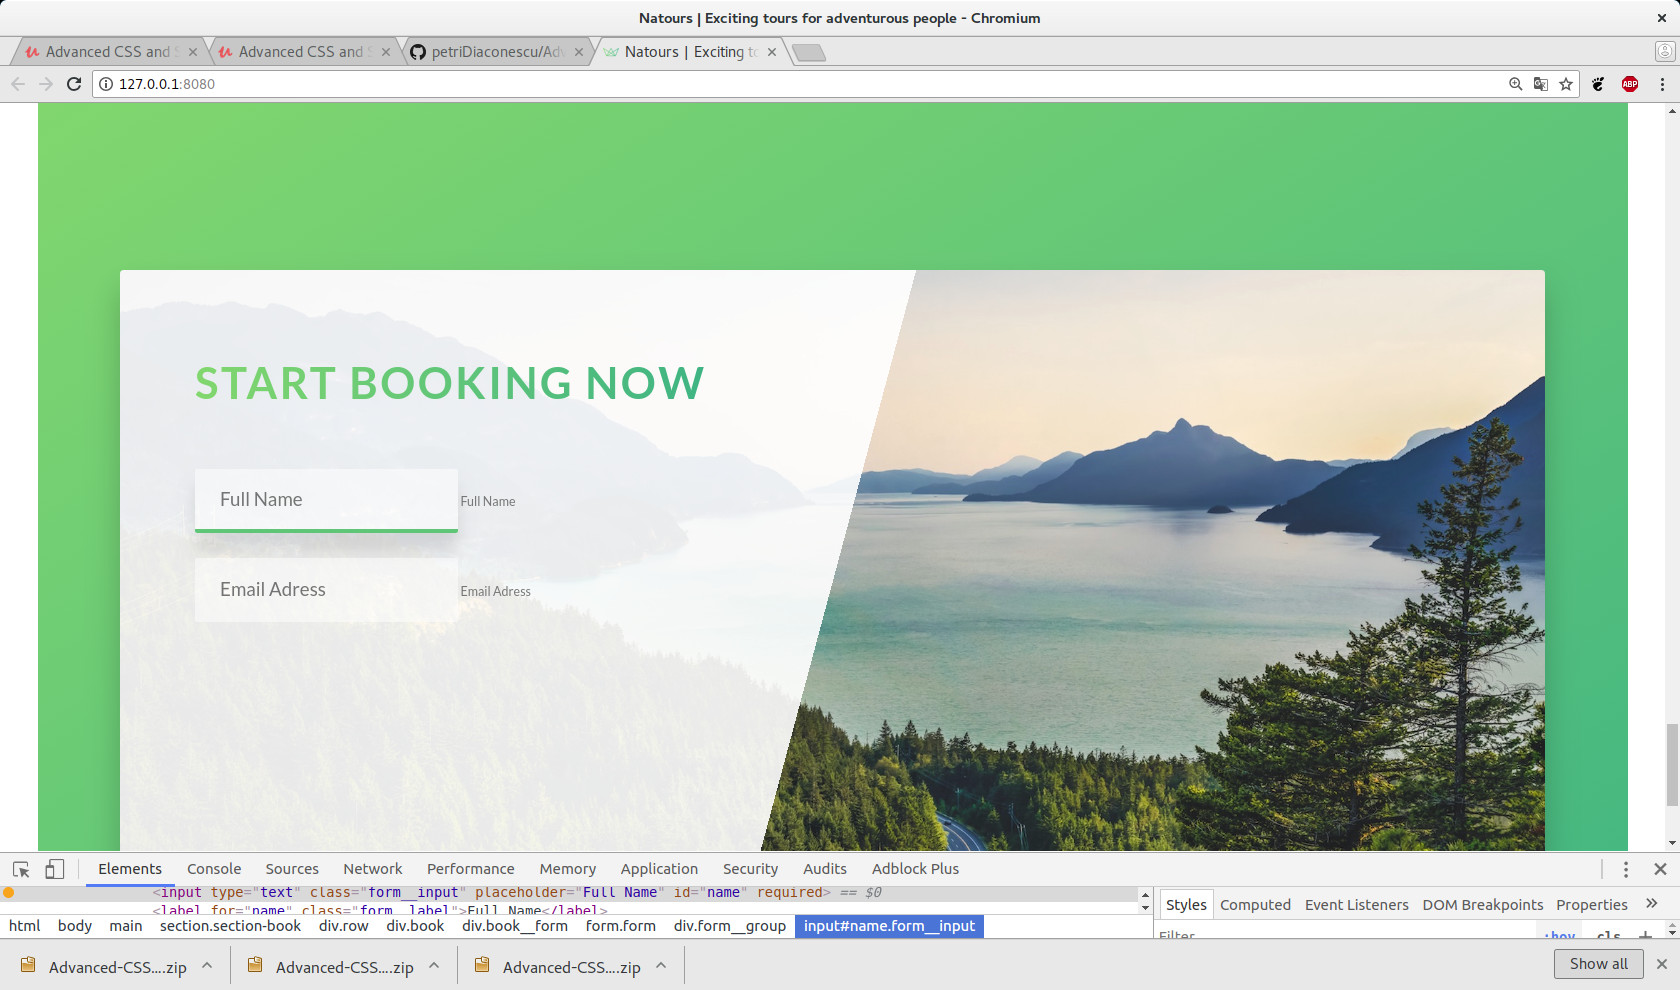 Natours | Exciting tours for adventurous people - Chromium
Advanced CSS and S
Advanced CSS and S
petriDiaconescu/Adv
Natours | Exciting to
127.0.0.1:8080
ABP
START BOOKING NOW
Full Name
Full Name
Email Adress
Email Adress
Elements Console Sources Network Performance Memory Application Security Audits Adblock Plus
<input type="text" class="form__input" placeholder="Full Name" id="name" required> == $0
<label for="name" class="form__label">Full Name</label>
html body main section.section-book div.row div.book div.book__form form.form div.form__group input#name.form__input
Styles Computed Event Listeners DOM Breakpoints Properties
Filter :hov .cls +
Advanced-CSS....zip
Advanced-CSS....zip
Advanced-CSS....zip
Show all